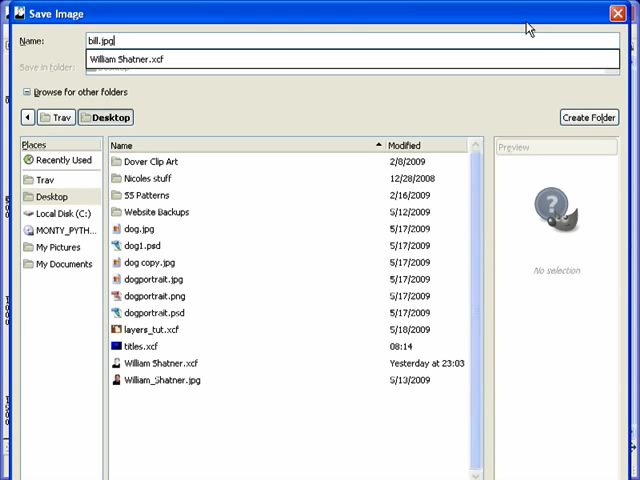 Save Image
Name:
bill.jpg
William Shatner.xcf
Save in folder:
Browse for other folders
Trav
Desktop
Create Folder
Places
Recently Used
Trav
Desktop
Local Disk (C:)
MONTY_PYTH...
My Pictures
My Documents
Name Modified
Dover Clip Art 2/8/2009
Nicoles stuff 12/28/2008
SS Patterns 2/16/2009
Website Backups 5/12/2009
dog.jpg 5/17/2009
dog1.psd 5/17/2009
dog copy.jpg 5/17/2009
dogportrait.jpg 5/17/2009
dogportrait.png 5/17/2009
dogportrait.psd 5/17/2009
layers_tut.xcf 5/18/2009
titles.xcf 08:14
William Shatner.xcf Yesterday at 23:03
William_Shatner.jpg 5/13/2009
Preview
No selection